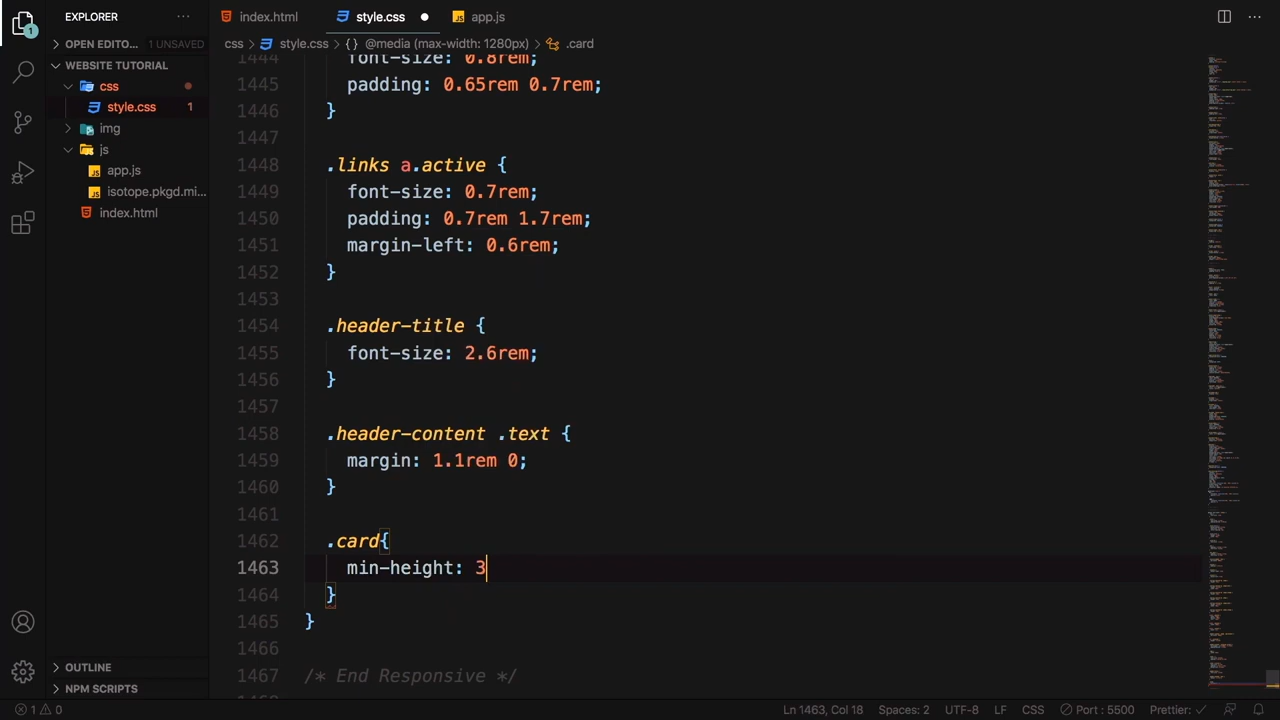 EXPLORER
index.html
style.css
app.js
OPEN EDITO... 1 UNSAVED
css > style.css > {} @media (max-width: 1280px) > .card
WEBSITE TUTORIAL
css
style.css 1
img
js
app.js
isotope.pkgd.mi...
index.html
1444 font-size: 0.8rem;
1445 padding: 0.65rem 0.7rem;
1446 }
1447
1448 .links a.active {
1449 font-size: 0.7rem;
1450 padding: 0.7rem 1.7rem;
1451 margin-left: 0.6rem;
1452 }
1453
1454 .header-title {
1455 font-size: 2.6rem;
1456 }
1457
1458 .header-content .text {
1459 margin: 1.1rem 0;
1460 }
1461
1462 .card{
1463 min-height: 3
1464 }
1465 }
1466
1467 /* End Responsive *
1468
OUTLINE
NPM SCRIPTS
1 0 Ln 1463, Col 18 Spaces: 2 UTF-8 LF CSS Port : 5500 Prettier: ✓
1